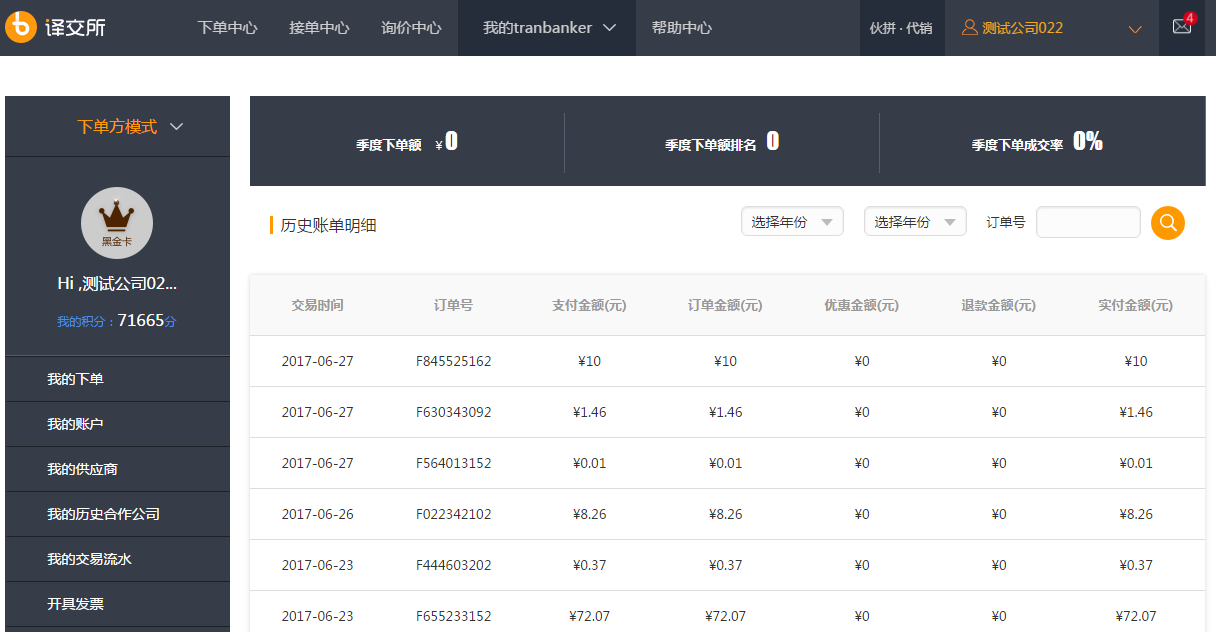 译交所 下单中心 接单中心 询价中心 我的tranbanker 帮助中心 伙拼 · 代销 测试公司022 4
下单方模式
黑金卡
Hi ,测试公司02...
我的积分：71665分
我的下单
我的账户
我的供应商
我的历史合作公司
我的交易流水
开具发票
季度下单额 ¥0 季度下单额排名 0 季度下单成交率 0%
历史账单明细 选择年份 选择年份 订单号
交易时间 订单号 支付金额(元) 订单金额(元) 优惠金额(元) 退款金额(元) 实付金额(元)
2017-06-27 F845525162 ¥10 ¥10 ¥0 ¥0 ¥10
2017-06-27 F630343092 ¥1.46 ¥1.46 ¥0 ¥0 ¥1.46
2017-06-27 F564013152 ¥0.01 ¥0.01 ¥0 ¥0 ¥0.01
2017-06-26 F022342102 ¥8.26 ¥8.26 ¥0 ¥0 ¥8.26
2017-06-23 F444603202 ¥0.37 ¥0.37 ¥0 ¥0 ¥0.37
2017-06-23 F655233152 ¥72.07 ¥72.07 ¥0 ¥0 ¥72.07